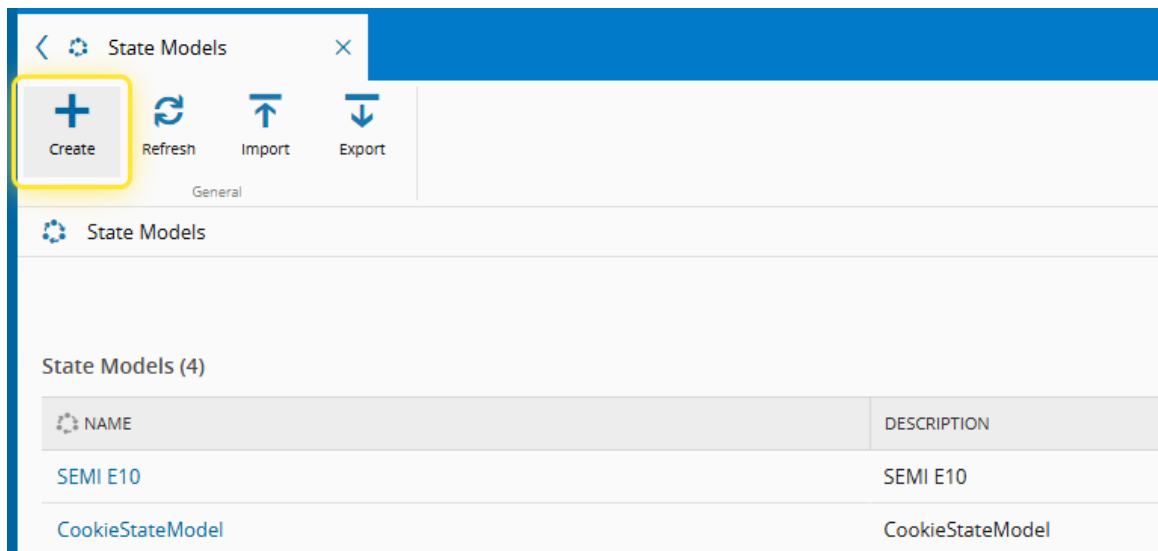 State Models
Create Refresh Import Export
General
State Models
State Models (4)
NAME DESCRIPTION
SEMI E10 SEMI E10
CookieStateModel CookieStateModel